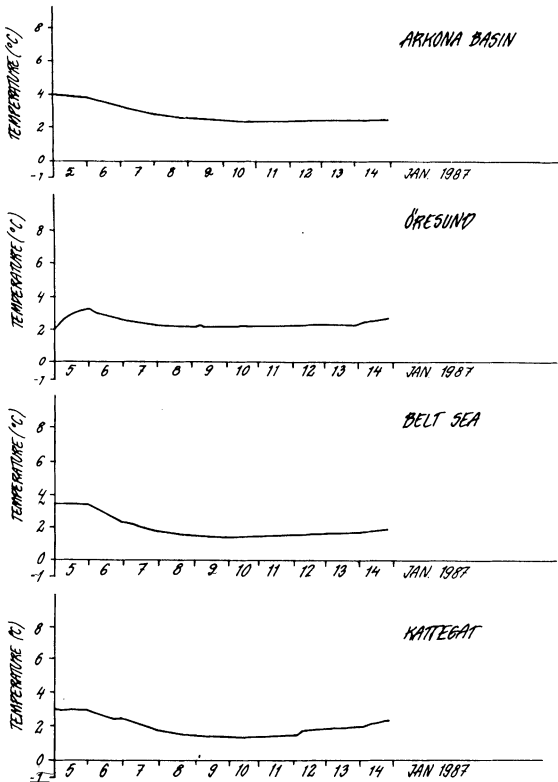 ARKONA BASIN
TEMPERATURE (°C)
8
6
4
2
0
-1
5 6 7 8 9 10 11 12 13 14 JAN. 1987
ÖRESUND
TEMPERATURE (°C)
8
6
4
2
0
-1
5 6 7 8 9 10 11 12 13 14 JAN. 1987
BELT SEA
TEMPERATURE (°C)
8
6
4
2
0
-1
5 6 7 8 9 10 11 12 13 14 JAN. 1987
KATTEGAT
TEMPERATURE (°C)
8
6
4
2
0
-1
5 6 7 8 9 10 11 12 13 14 JAN 1987